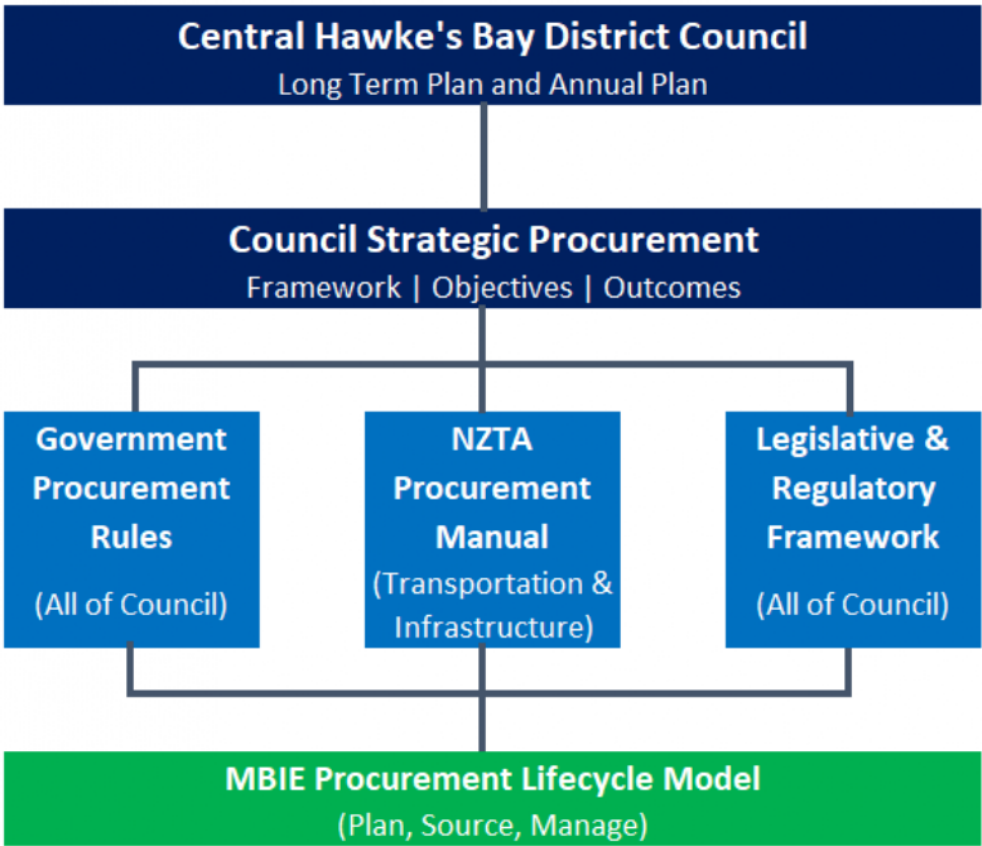 Central Hawke's Bay District Council
Long Term Plan and Annual Plan
Council Strategic Procurement
Framework | Objectives | Outcomes
Government
Procurement
Rules
(All of Council)
NZTA
Procurement
Manual
(Transportation &
Infrastructure)
Legislative &
Regulatory
Framework
(All of Council)
MBIE Procurement Lifecycle Model
(Plan, Source, Manage)